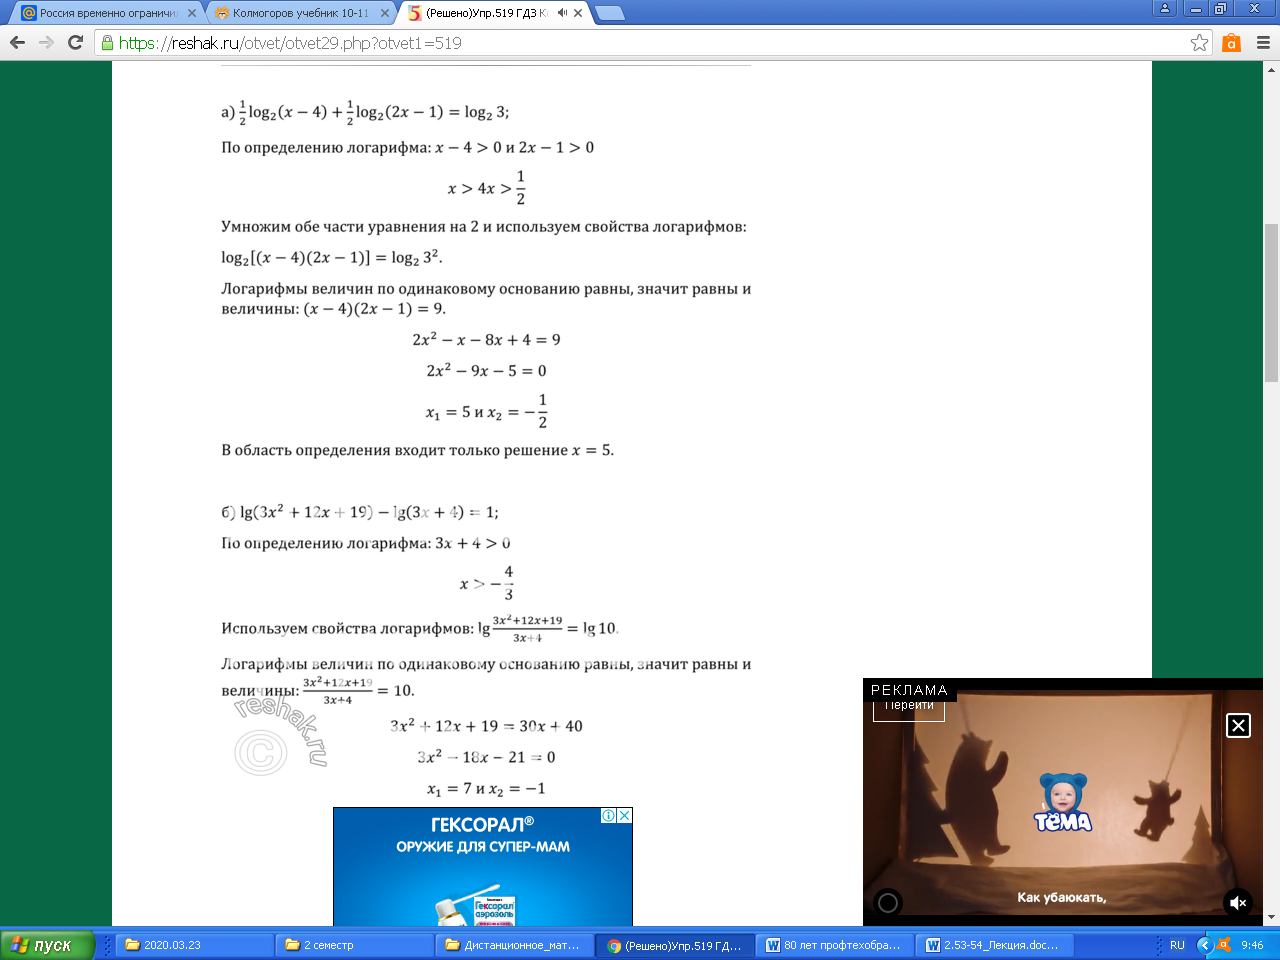 Россия временно ограничи
Колмогоров учебник 10-11
(Решено)Упр.519 ГДЗ К
https://reshak.ru/otvet/otvet29.php?otvet1=519
а) 1/2 log₂(x − 4) + 1/2 log₂(2x − 1) = log₂ 3;
По определению логарифма: x − 4 > 0 и 2x − 1 > 0
x > 4x > 1/2
Умножим обе части уравнения на 2 и используем свойства логарифмов:
log₂[(x − 4)(2x − 1)] = log₂ 3².
Логарифмы величин по одинаковому основанию равны, значит равны и
величины: (x − 4)(2x − 1) = 9.
2x² − x − 8x + 4 = 9
2x² − 9x − 5 = 0
x₁ = 5 и x₂ = −1/2
В область определения входит только решение x = 5.
б) lg(3x² + 12x + 19) − lg(3x + 4) = 1;
По определению логарифма: 3x + 4 > 0
x > −4/3
Используем свойства логарифмов: lg (3x²+12x+19)/(3x+4) = lg 10.
Логарифмы величин по одинаковому основанию равны, значит равны и
величины: (3x²+12x+19)/(3x+4) = 10.
reshak.ru
©
3x² + 12x + 19 = 30x + 40
3x² − 18x − 21 = 0
x₁ = 7 и x₂ = −1
ГЕКСОРАЛ®
ОРУЖИЕ ДЛЯ СУПЕР-МАМ
Гексорал
аэрозоль
РЕКЛАМА
Перейти
ТЁМА
Как убаюкать,
пуск
2020.03.23
2 семестр
Дистанционное_мат...
(Решено)Упр.519 ГД...
80 лет профтехобра...
2.53-54_Лекция.doc...
RU
9:46